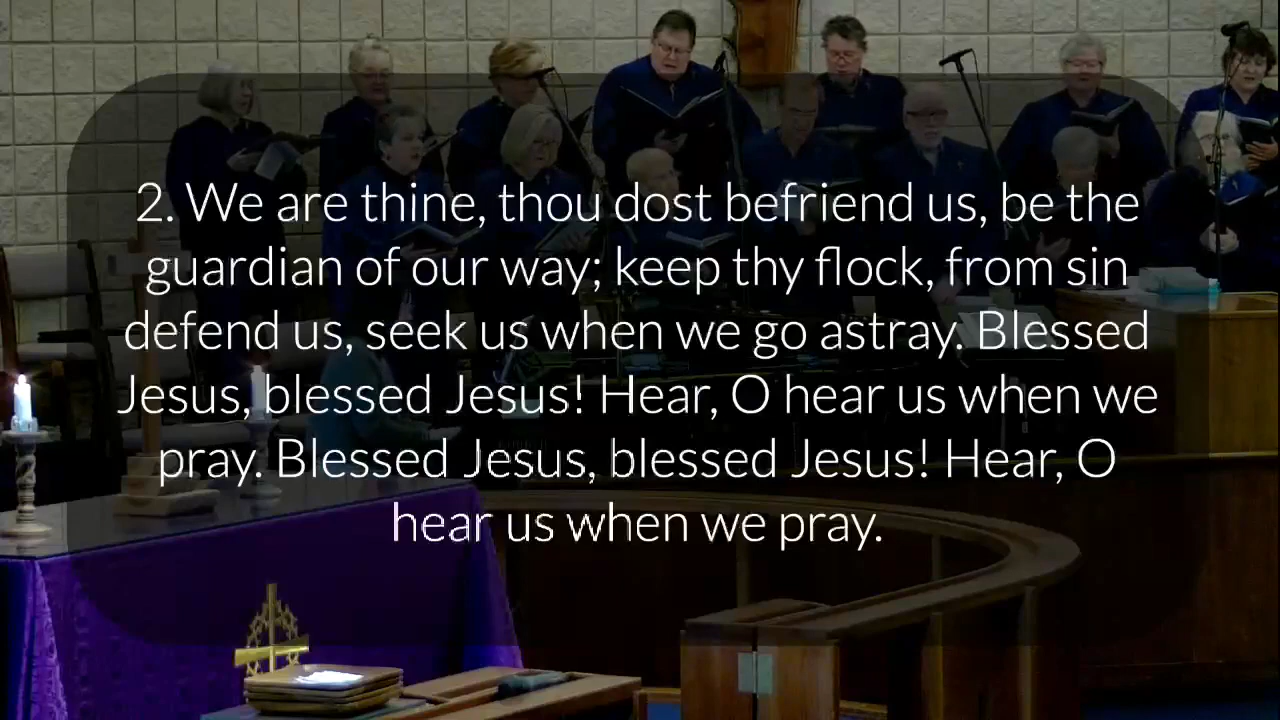 2. We are thine, thou dost befriend us, be the
guardian of our way; keep thy flock, from sin
defend us, seek us when we go astray. Blessed
Jesus, blessed Jesus! Hear, O hear us when we
pray. Blessed Jesus, blessed Jesus! Hear, O
hear us when we pray.